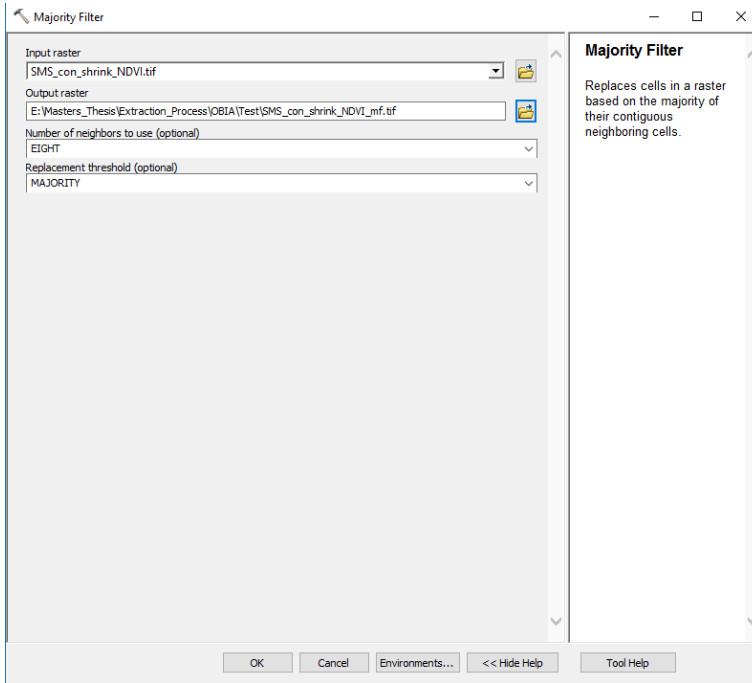 Majority Filter
Input raster
SMS_con_shrink_NDVI.tif
Output raster
E:\Masters_Thesis\Extraction_Process\OBIA\Test\SMS_con_shrink_NDVI_mf.tif
Number of neighbors to use (optional)
EIGHT
Replacement threshold (optional)
MAJORITY
Majority Filter
Replaces cells in a raster
based on the majority of
their contiguous
neighboring cells.
OK
Cancel
Environments...
<< Hide Help
Tool Help